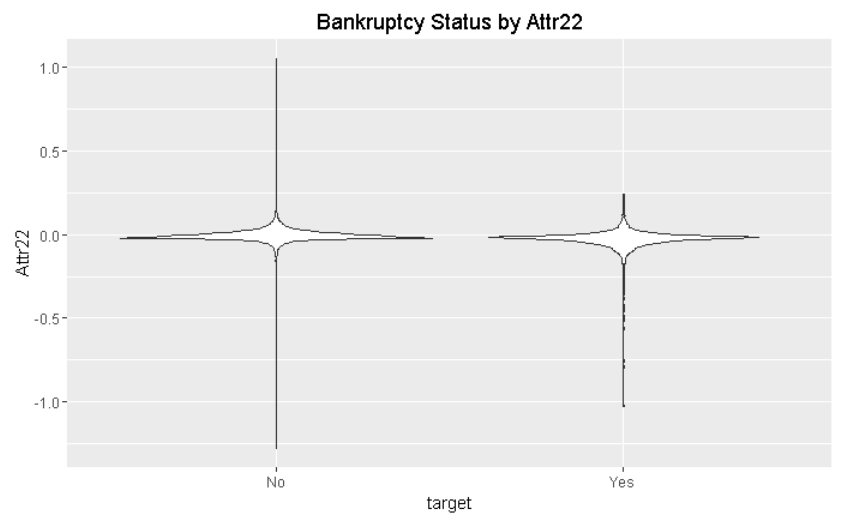 Bankruptcy Status by Attr22
1.0
0.5
0.0
-0.5
-1.0
Attr22
No
Yes
target